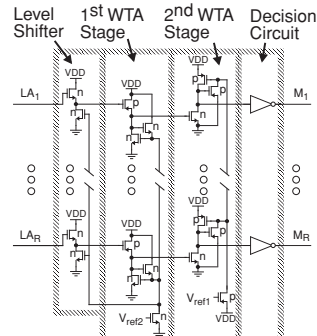 Level Shifter
1st WTA Stage
2nd WTA Stage
Decision Circuit
VDD
VDD
VDD
LA1
n
n
p
n
n
p
p
n
M1
VDD
VDD
VDD
LAR
n
n
p
n
n
p
p
n
MR
Vref1
p
VDD
Vref2
n